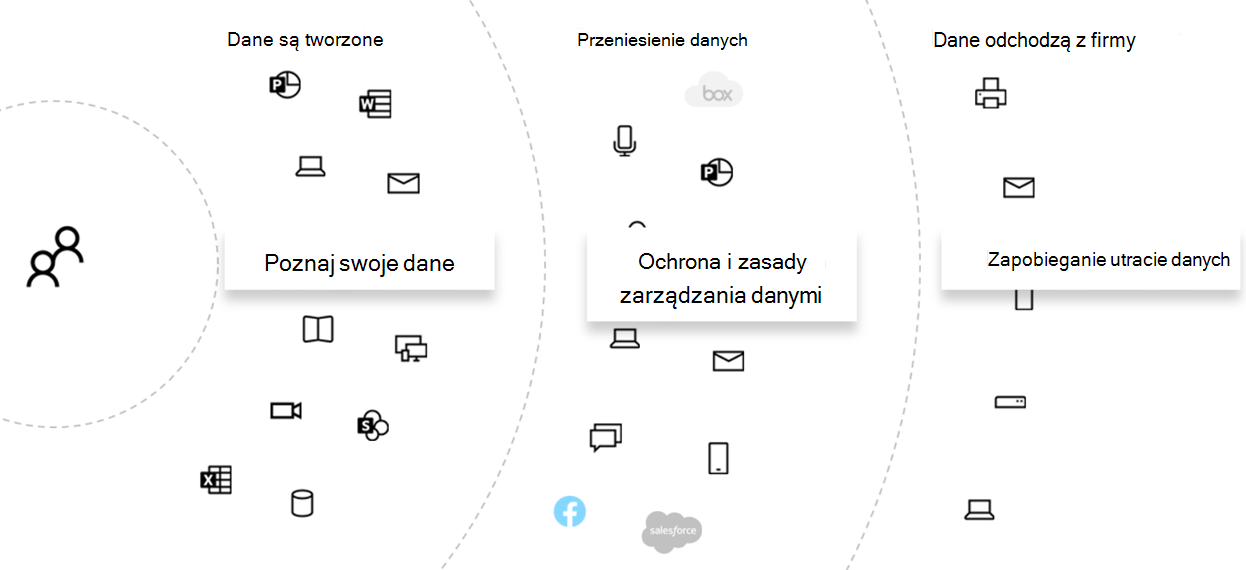 Dane są tworzone
Przeniesienie danych
Dane odchodzą z firmy
P
W
box
P
Poznaj swoje dane
Ochrona i zasady
zarządzania danymi
Zapobieganie utracie danych
S
X
salesforce